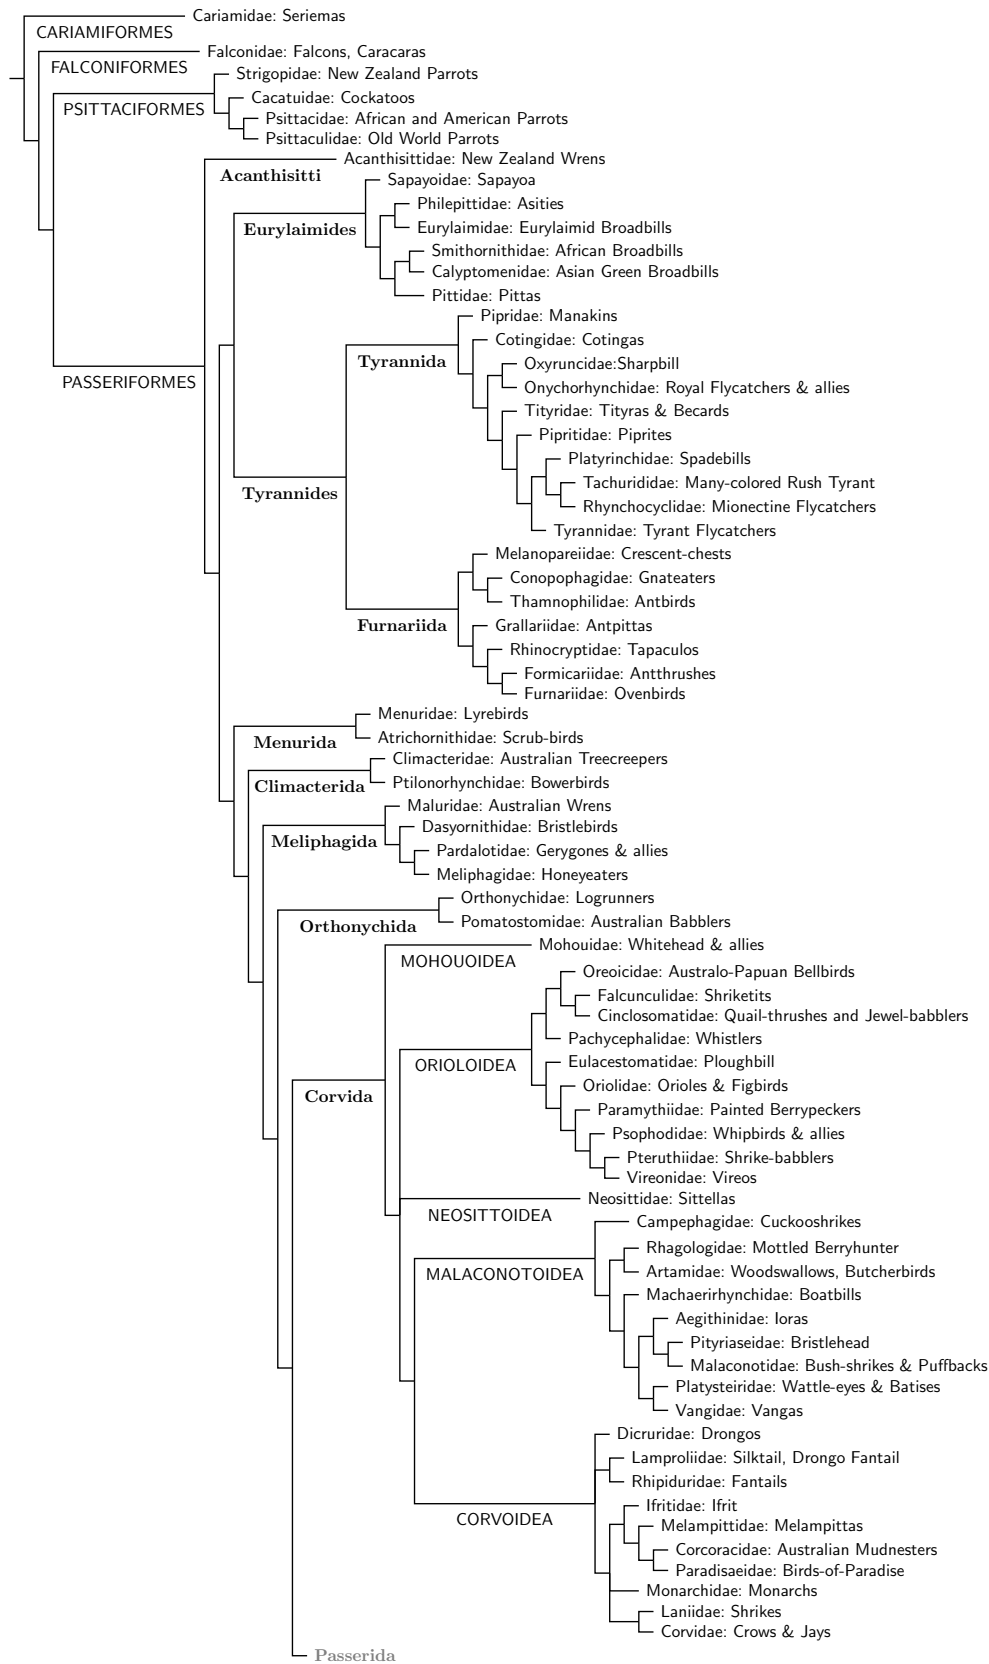 Cariamidae: Seriemas
CARIAMIFORMES
Falconidae: Falcons, Caracaras
FALCONIFORMES
Strigopidae: New Zealand Parrots
Cacatuidae: Cockatoos
PSITTACIFORMES
Psittacidae: African and American Parrots
Psittaculidae: Old World Parrots
Acanthisittidae: New Zealand Wrens
Acanthisitti
Sapayoidae: Sapayoa
Philepittidae: Asities
Eurylaimides
Eurylaimidae: Eurylaimid Broadbills
Smithornithidae: African Broadbills
Calyptomenidae: Asian Green Broadbills
Pittidae: Pittas
Pipridae: Manakins
Cotingidae: Cotingas
Tyrannida
Oxyruncidae:Sharpbill
PASSERIFORMES
Onychorhynchidae: Royal Flycatchers & allies
Tityridae: Tityras & Becards
Pipritidae: Piprites
Platyrinchidae: Spadebills
Tachurididae: Many-colored Rush Tyrant
Tyrannides
Rhynchocyclidae: Mionectine Flycatchers
Tyrannidae: Tyrant Flycatchers
Melanopareiidae: Crescent-chests
Conopophagidae: Gnateaters
Thamnophilidae: Antbirds
Furnariida
Grallariidae: Antpittas
Rhinocryptidae: Tapaculos
Formicariidae: Antthrushes
Furnariidae: Ovenbirds
Menuridae: Lyrebirds
Menurida
Atrichornithidae: Scrub-birds
Climacteridae: Australian Treecreepers
Climacterida
Ptilonorhynchidae: Bowerbirds
Maluridae: Australian Wrens
Dasyornithidae: Bristlebirds
Meliphagida
Pardalotidae: Gerygones & allies
Meliphagidae: Honeyeaters
Orthonychidae: Logrunners
Orthonychida
Pomatostomidae: Australian Babblers
Mohouidae: Whitehead & allies
MOHOUOIDEA
Oreoicidae: Australo-Papuan Bellbirds
Falcunculidae: Shriketits
Cinclosomatidae: Quail-thrushes and Jewel-babblers
Pachycephalidae: Whistlers
ORIOLOIDEA
Eulacestomatidae: Ploughbill
Oriolidae: Orioles & Figbirds
Corvida
Paramythiidae: Painted Berrypeckers
Psophodidae: Whipbirds & allies
Pteruthiidae: Shrike-babblers
Vireonidae: Vireos
Neosittidae: Sittellas
NEOSITTOIDEA
Campephagidae: Cuckooshrikes
Rhagologidae: Mottled Berryhunter
MALACONOTOIDEA
Artamidae: Woodswallows, Butcherbirds
Machaerirhynchidae: Boatbills
Aegithinidae: Ioras
Pityriaseidae: Bristlehead
Malaconotidae: Bush-shrikes & Puffbacks
Platysteiridae: Wattle-eyes & Batises
Vangidae: Vangas
Dicruridae: Drongos
Lamproliidae: Silktail, Drongo Fantail
Rhipiduridae: Fantails
Ifritidae: Ifrit
CORVOIDEA
Melampittidae: Melampittas
Corcoracidae: Australian Mudnesters
Paradisaeidae: Birds-of-Paradise
Monarchidae: Monarchs
Laniidae: Shrikes
Corvidae: Crows & Jays
Passerida